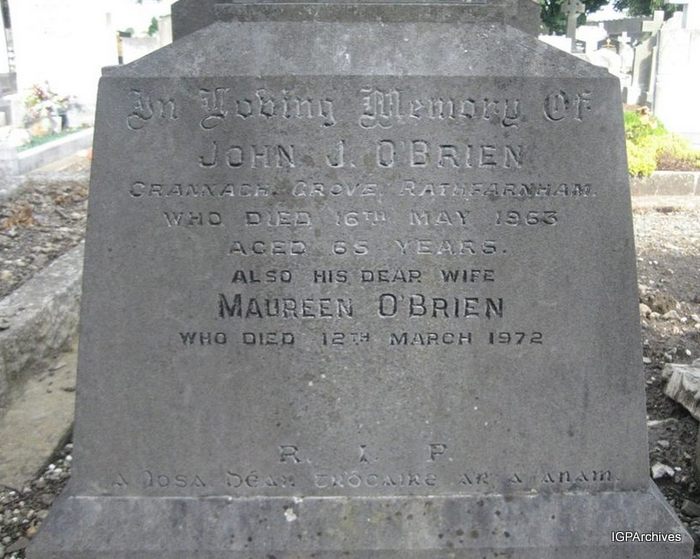 In Loving Memory Of
JOHN J. O'BRIEN
CRANNACH. GROVE, RATHFARNHAM.
WHO DIED 16TH MAY 1963
AGED 65 YEARS.
ALSO HIS DEAR WIFE
MAUREEN O'BRIEN
WHO DIED 12TH MARCH 1972
R. I. P.
A Íosa Déan trócaire ar a anam.
IGPArchives